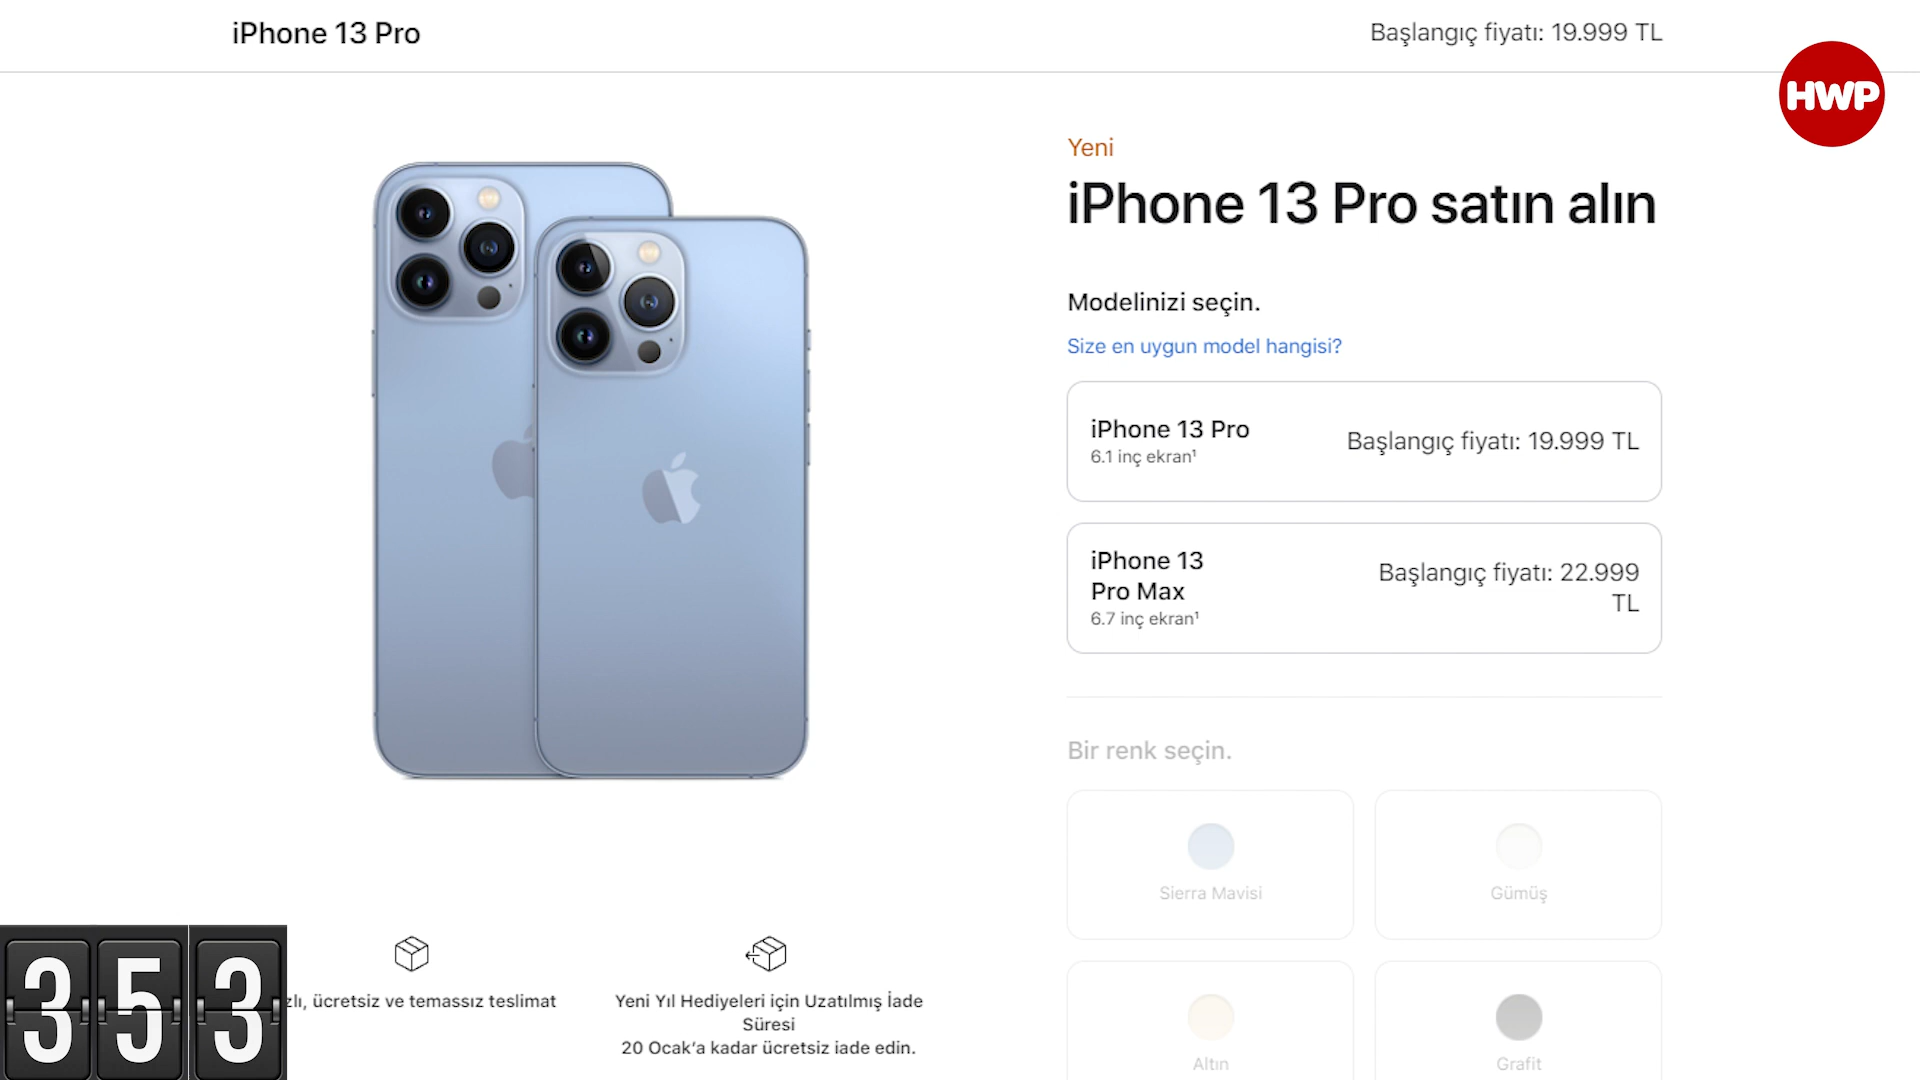 iPhone 13 Pro
Başlangıç fiyatı: 19.999 TL
HWP
Yeni
iPhone 13 Pro satın alın
Modelinizi seçin.
Size en uygun model hangisi?
iPhone 13 Pro
6.1 inç ekran¹
Başlangıç fiyatı: 19.999 TL
iPhone 13
Pro Max
6.7 inç ekran¹
Başlangıç fiyatı: 22.999
TL
Bir renk seçin.
Sierra Mavisi
Gümüş
Altın
Grafit
353
ücretsiz ve temassız teslimat
Yeni Yıl Hediyeleri için Uzatılmış İade
Süresi
20 Ocak‘a kadar ücretsiz iade edin.